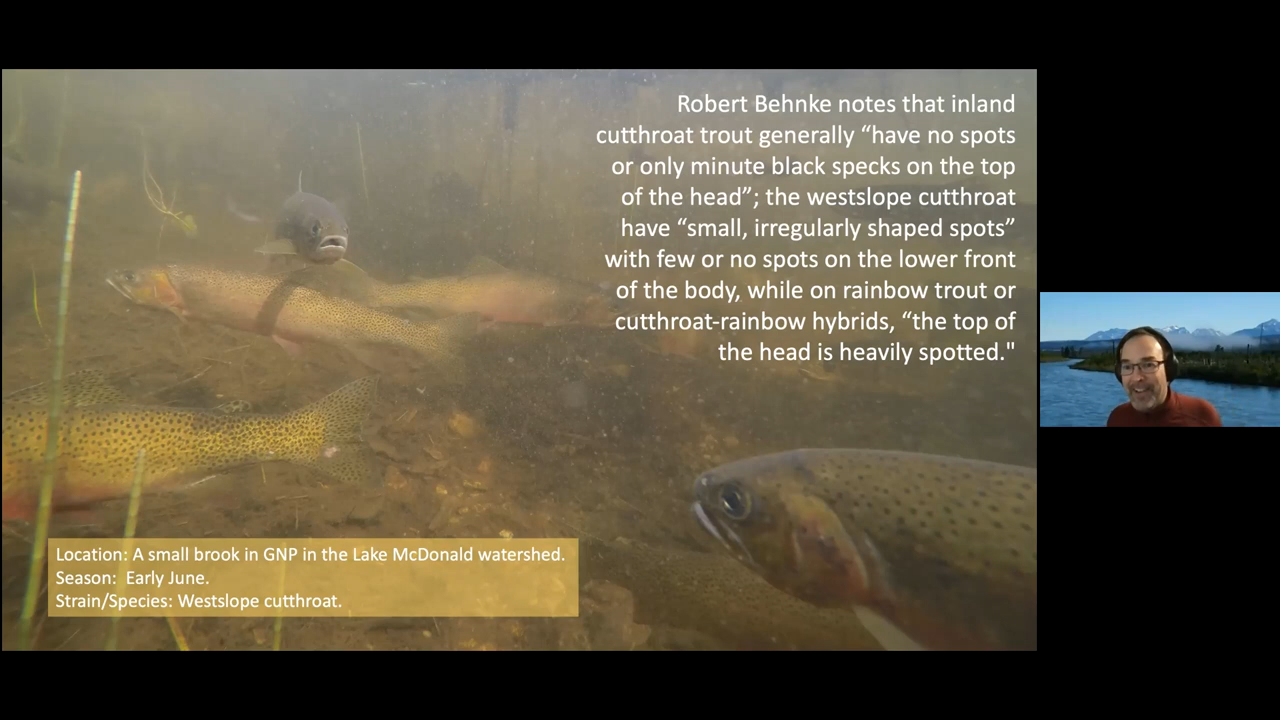 Robert Behnke notes that inland
cutthroat trout generally “have no spots
or only minute black specks on the top
of the head”; the westslope cutthroat
have “small, irregularly shaped spots”
with few or no spots on the lower front
of the body, while on rainbow trout or
cutthroat-rainbow hybrids, “the top of
the head is heavily spotted."
Location: A small brook in GNP in the Lake McDonald watershed.
Season:  Early June.
Strain/Species: Westslope cutthroat.